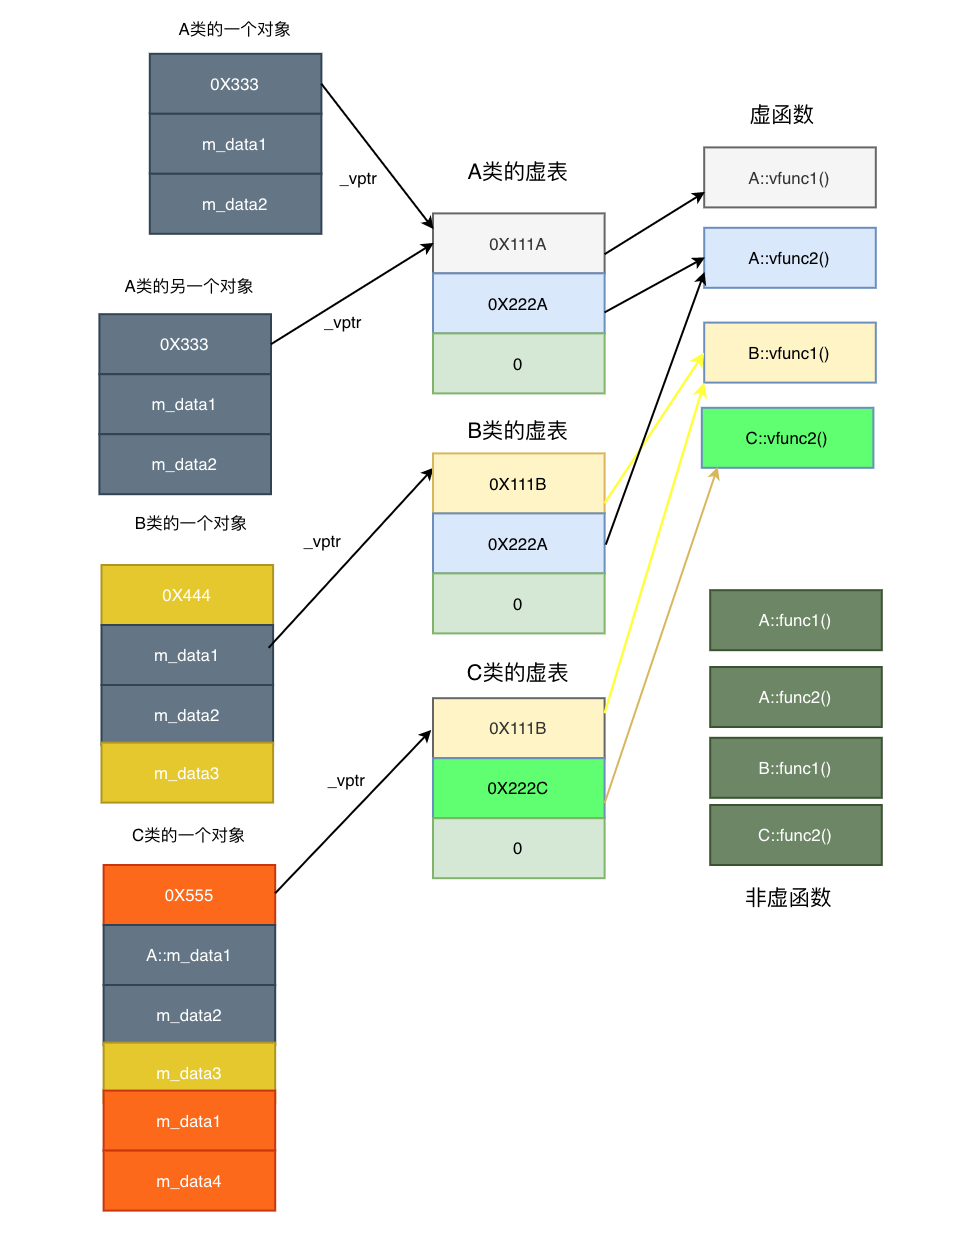 A类的一个对象
0X333
m_data1
m_data2
_vptr
A类的另一个对象
0X333
m_data1
m_data2
_vptr
B类的一个对象
0X444
m_data1
m_data2
m_data3
_vptr
C类的一个对象
0X555
A::m_data1
m_data2
m_data3
m_data1
m_data4
_vptr
A类的虚表
0X111A
0X222A
0
B类的虚表
0X111B
0X222A
0
C类的虚表
0X111B
0X222C
0
虚函数
A::vfunc1()
A::vfunc2()
B::vfunc1()
C::vfunc2()
A::func1()
A::func2()
B::func1()
C::func2()
非虚函数